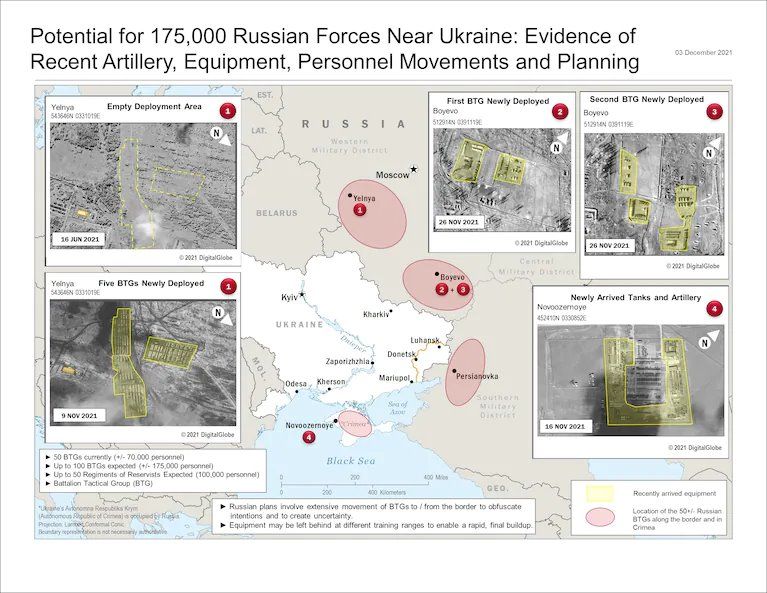 Potential for 175,000 Russian Forces Near Ukraine: Evidence of
Recent Artillery, Equipment, Personnel Movements and Planning
03 December 2021
Yelnya
Empty Deployment Area
1
543646N 0331019E
N
16 JUN 2021
© 2021 DigitalGlobe
Yelnya
Five BTGs Newly Deployed
1
543646N 0331019E
N
9 NOV 2021
© 2021 DigitalGlobe
First BTG Newly Deployed
Boyevo
2
512914N 0391119E
N
26 NOV 2021
© 2021 DigitalGlobe
Second BTG Newly Deployed
Boyevo
3
512914N 0391119E
N
26 NOV 2021
© 2021 DigitalGlobe
Newly Arrived Tanks and Artillery
Novoozernoye
4
452410N 0330852E
N
16 NOV 2021
© 2021 DigitalGlobe
EST.
LAT.
RUSSIA
Western
Military District
Moscow
Yelnya
1
BELARUS
Central
Military District
Boyevo
2 + 3
Kyiv
Kharkiv
UKRAINE
Dnieper
Luhansk
Donetsk
Zaporizhzhia
Persianovka
Mariupol
MOL.
Odesa
Kherson
Southern
Military
District
Sea of
Azov
Novoozernoye
"Crimea"
4
Black Sea
0 200 400 Miles
0 200 400 Kilometers
GEO.
► 50 BTGs currently (+/- 70,000 personnel)
► Up to 100 BTGs expected (+/- 175,000 personnel)
► Up to 50 Regiments of Reservists Expected (100,000 personnel)
► Battalion Tactical Group (BTG)
*Ukraine's Avtonomna Respublika Krym
(Autonomous Republic of Crimea) is occupied by Russia.
Projection: Lambert Conformal Conic.
Boundary representation is not necessarily authoritative.
► Russian plans involve extensive movement of BTGs to / from the border to obfuscate
intentions and to create uncertainty.
► Equipment may be left behind at different training ranges to enable a rapid, final buildup.
Recently arrived equipment
Location of the 50+/- Russian
BTGs along the border and in
Crimea